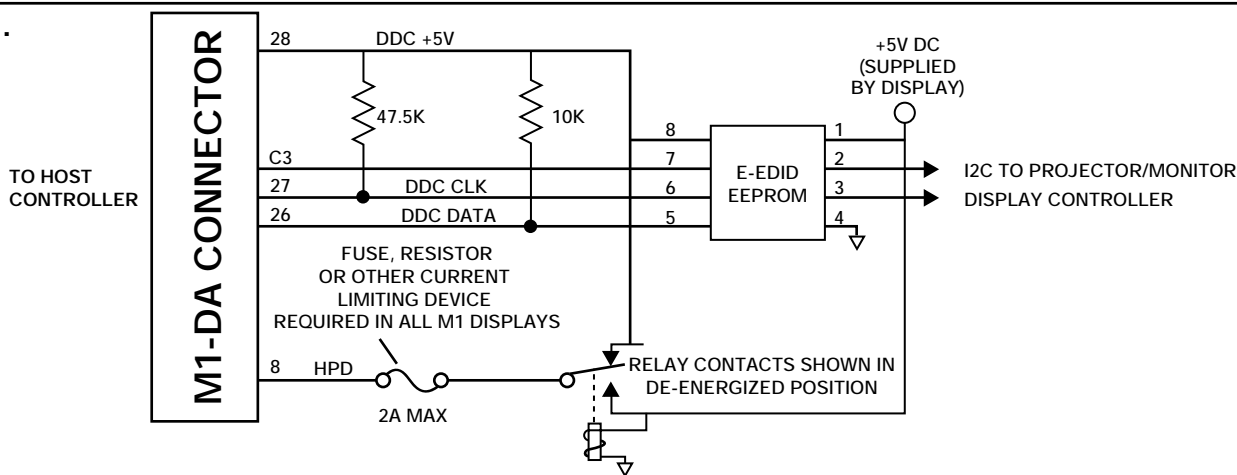 .
TO HOST
CONTROLLER
M1-DA CONNECTOR
28
DDC +5V
47.5K
10K
C3
27
DDC CLK
26
DDC DATA
8
7
6
5
E-EDID
EEPROM
1
2
3
4
+5V DC
(SUPPLIED
BY DISPLAY)
I2C TO PROJECTOR/MONITOR
DISPLAY CONTROLLER
FUSE, RESISTOR
OR OTHER CURRENT
LIMITING DEVICE
REQUIRED IN ALL M1 DISPLAYS
8
HPD
2A MAX
RELAY CONTACTS SHOWN IN
DE-ENERGIZED POSITION